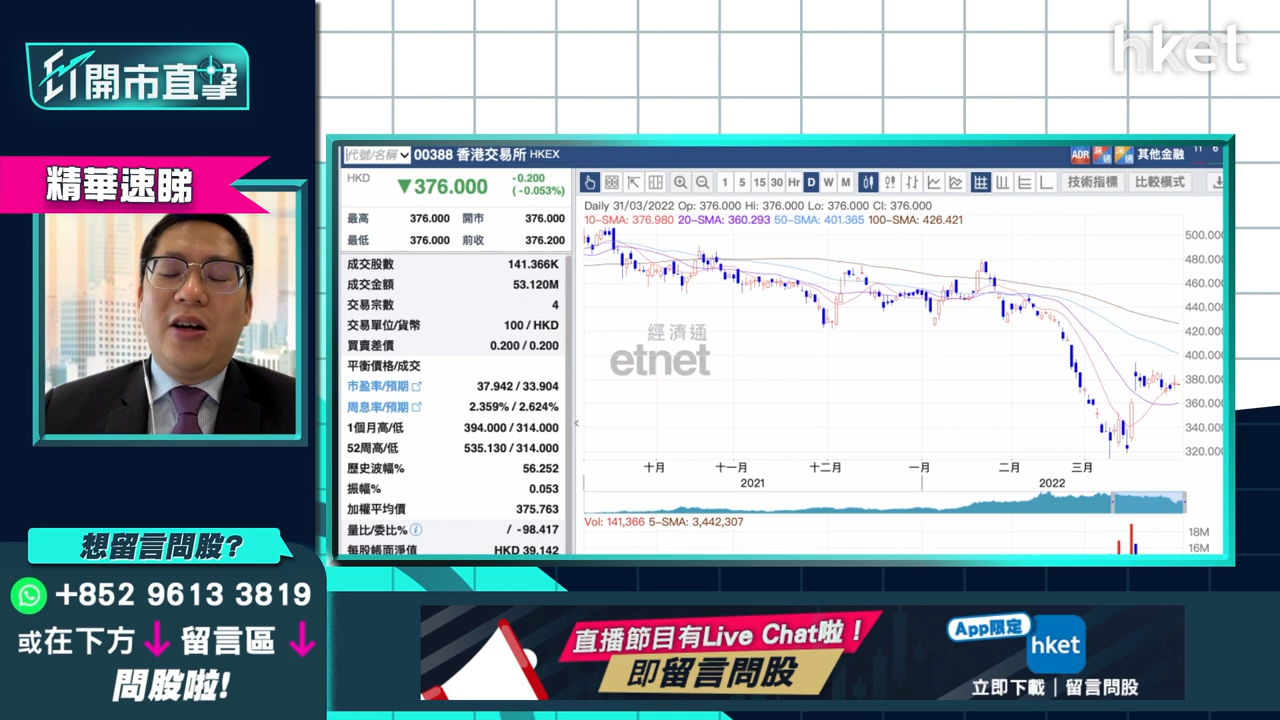 hket
開市直擊
精華速睇
代號/名稱 00388 香港交易所 HKEX
ADR 其他金融 11 6
HKD
▼376.000
-0.200
(-0.053%)
最高 376.000 開市 376.000
最低 376.000 前收 376.200
成交股數 141.366K
成交金額 53.120M
交易宗數 4
交易單位/貨幣 100 / HKD
買賣差價 0.200 / 0.200
平衡價格/成交
市盈率/預期 37.942 / 33.904
周息率/預期 2.359% / 2.624%
1個月高/低 394.000 / 314.000
52周高/低 535.130 / 314.000
歷史波幅% 56.252
振幅% 0.053
加權平均價 375.763
量比/委比% / -98.417
每股帳面淨值 HKD 39.142
1 5 15 30 Hr D W M 技術指標 比較模式
Daily 31/03/2022 Op: 376.000 Hi: 376.000 Lo: 376.000 Cl: 376.000
10-SMA: 376.980 20-SMA: 360.293 50-SMA: 401.365 100-SMA: 426.421
500.000
480.000
460.000
440.000
420.000
400.000
380.000
360.000
340.000
320.000
經濟通
etnet
十月 十一月 十二月 一月 二月 三月
2021 2022
Vol: 141,366 5-SMA: 3,442,307
18M
16M
想留言問股?
+852 9613 3819
或在下方↓留言區↓
問股啦!
直播節目有Live Chat啦!
即留言問股
App限定
hket
立即下載｜留言問股